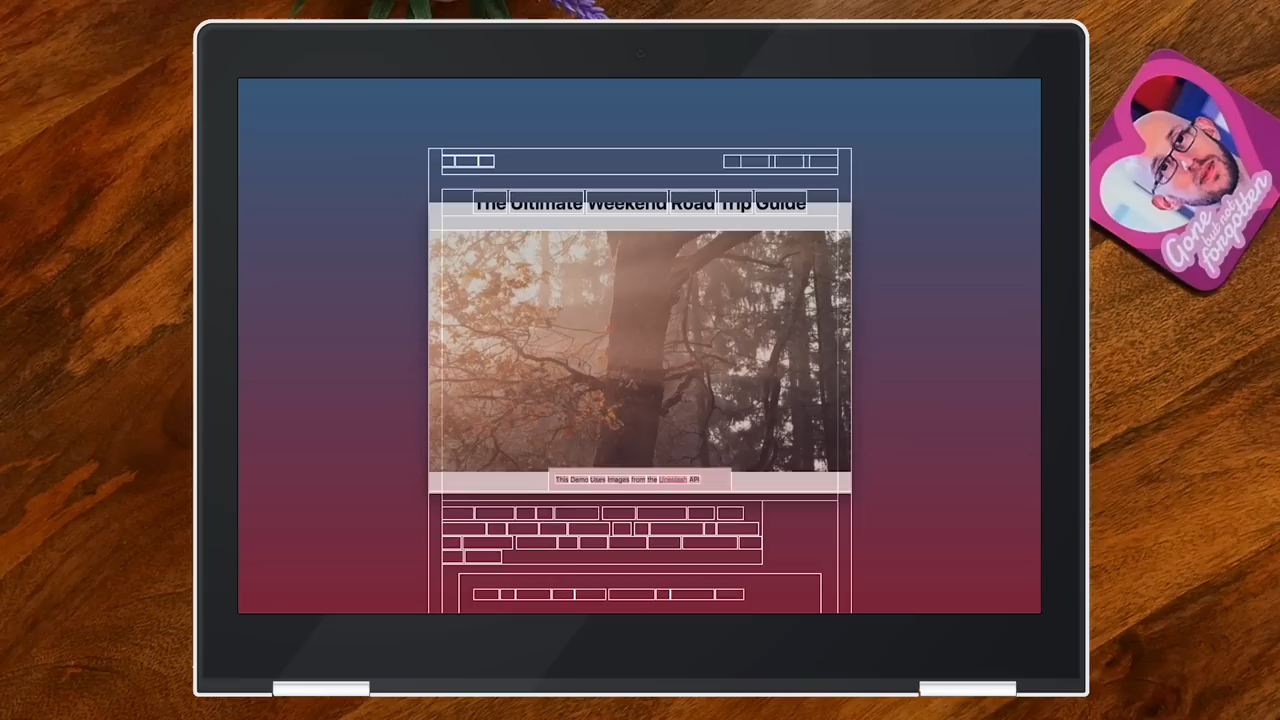 The Ultimate Weekend Road Trip Guide
This Demo Uses Images from the Unsplash API
Gone
but not
forgotten